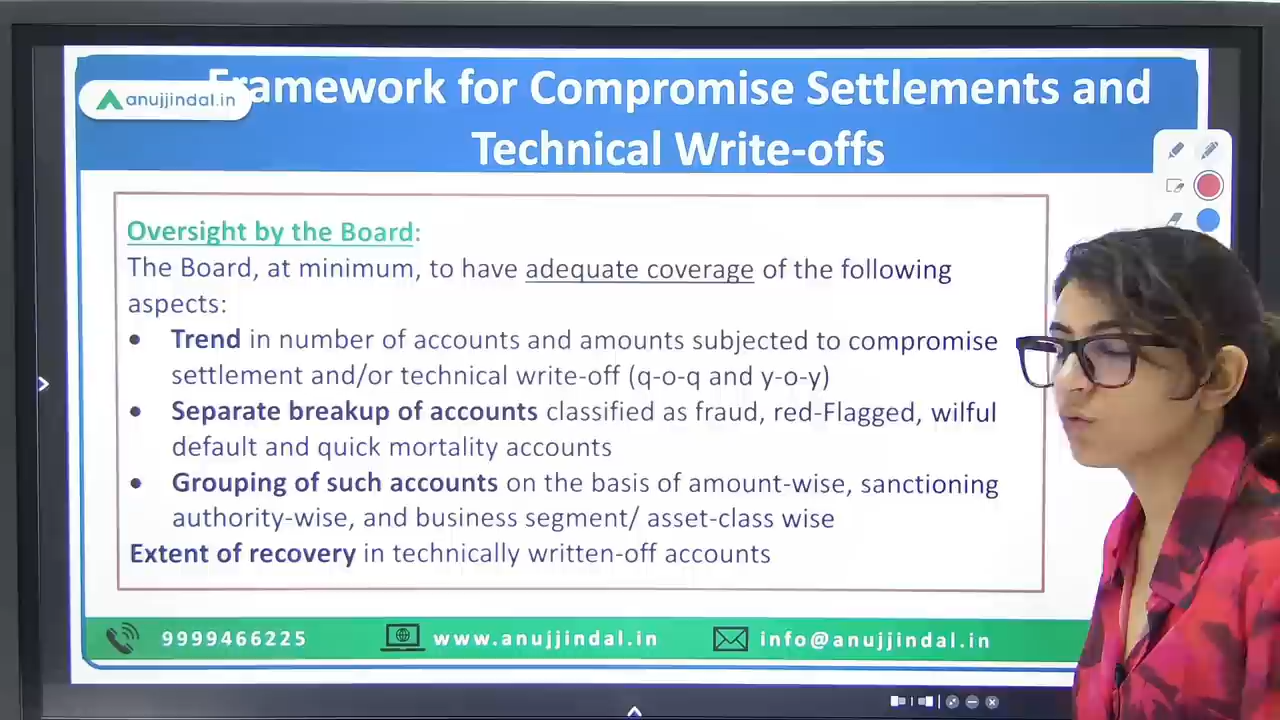 Framework for Compromise Settlements and
anujjindal.in
Technical Write-offs
Oversight by the Board:
The Board, at minimum, to have adequate coverage of the following
aspects:
• Trend in number of accounts and amounts subjected to compromise
settlement and/or technical write-off (q-o-q and y-o-y)
• Separate breakup of accounts classified as fraud, red-Flagged, wilful
default and quick mortality accounts
• Grouping of such accounts on the basis of amount-wise, sanctioning
authority-wise, and business segment/ asset-class wise
Extent of recovery in technically written-off accounts
9999466225 www.anujjindal.in info@anujjindal.in